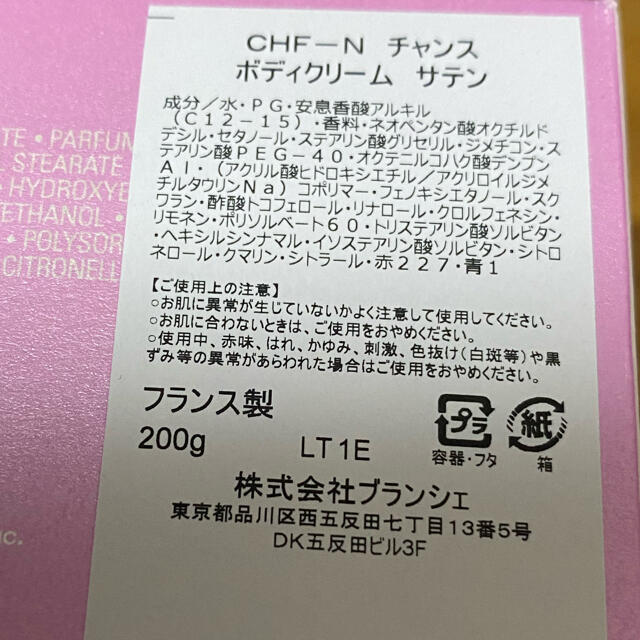 CHF－N チャンス
ボディクリーム サテン
成分／水・PG・安息香酸アルキル
（C12－15）・香料・ネオペンタン酸オクチルド
デシル・セタノール・ステアリン酸グリセリル・ジメチコン・ステ
アリン酸PEG－40・オクテニルコハク酸デンプン
Al・（アクリル酸ヒドロキシエチル／アクリロイルジメ
チルタウリンNa）コポリマー・フェノキシエタノール・スク
ワラン・酢酸トコフェロール・リナロール・クロルフェネシン・
リモネン・ポリソルベート60・トリステアリン酸ソルビタン
・ヘキシルシンナマル・イソステアリン酸ソルビタン・シトロ
ネロール・クマリン・シトラール・赤227・青1
【ご使用上の注意】
○お肌に異常が生じていないかよく注意して使用してください。
○お肌に合わないときは、ご使用をおやめください。
○使用中、赤味、はれ、かゆみ、刺激、色抜け(白斑等)や黒
ずみ等の異常があらわれた場合はご使用をおやめください。
フランス製
200g LT1E
プラ 紙
容器・フタ 箱
株式会社ブランシェ
東京都品川区西五反田七丁目13番5号
DK五反田ビル3F
TE • PARFUM
STEARATE
HYDROXYE
ETHANOL •
• POLYSOR
CITRONELL